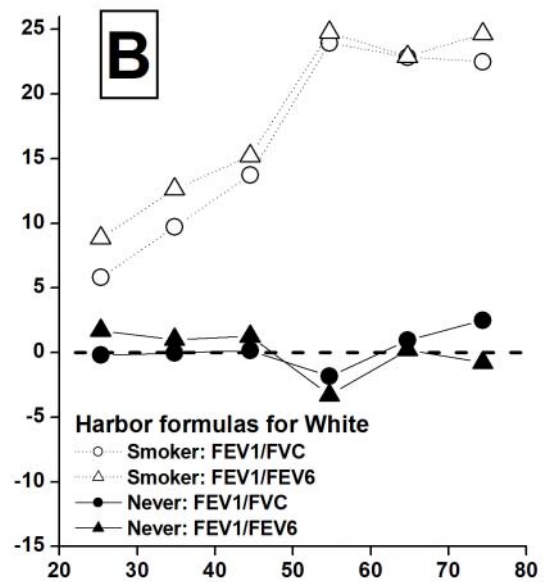 B
25
20
15
10
5
0
-5
-10
-15
Harbor formulas for White
Smoker: FEV1/FVC
Smoker: FEV1/FEV6
Never: FEV1/FVC
Never: FEV1/FEV6
20 30 40 50 60 70 80